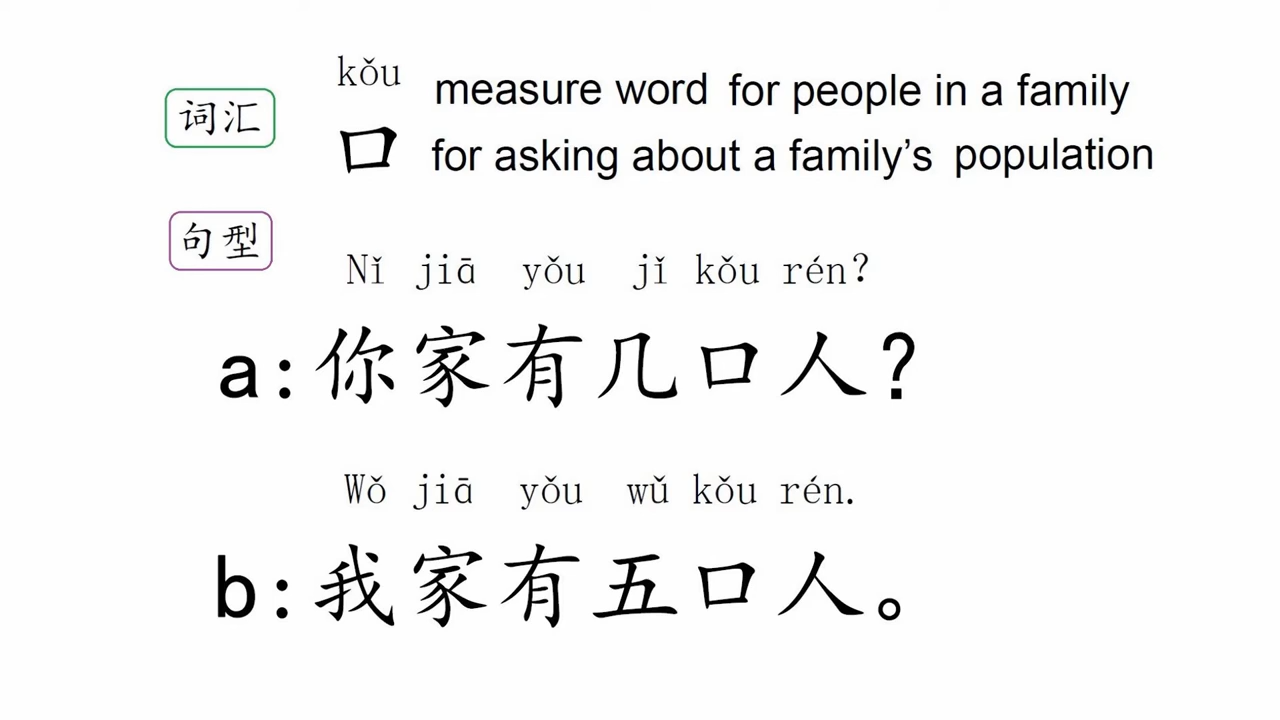 kǒu
measure word for people in a family
词汇
口 for asking about a family's population
句型
Nǐ jiā yǒu jǐ kǒu rén?
a:你家有几口人?
Wǒ jiā yǒu wǔ kǒu rén.
b:我家有五口人。